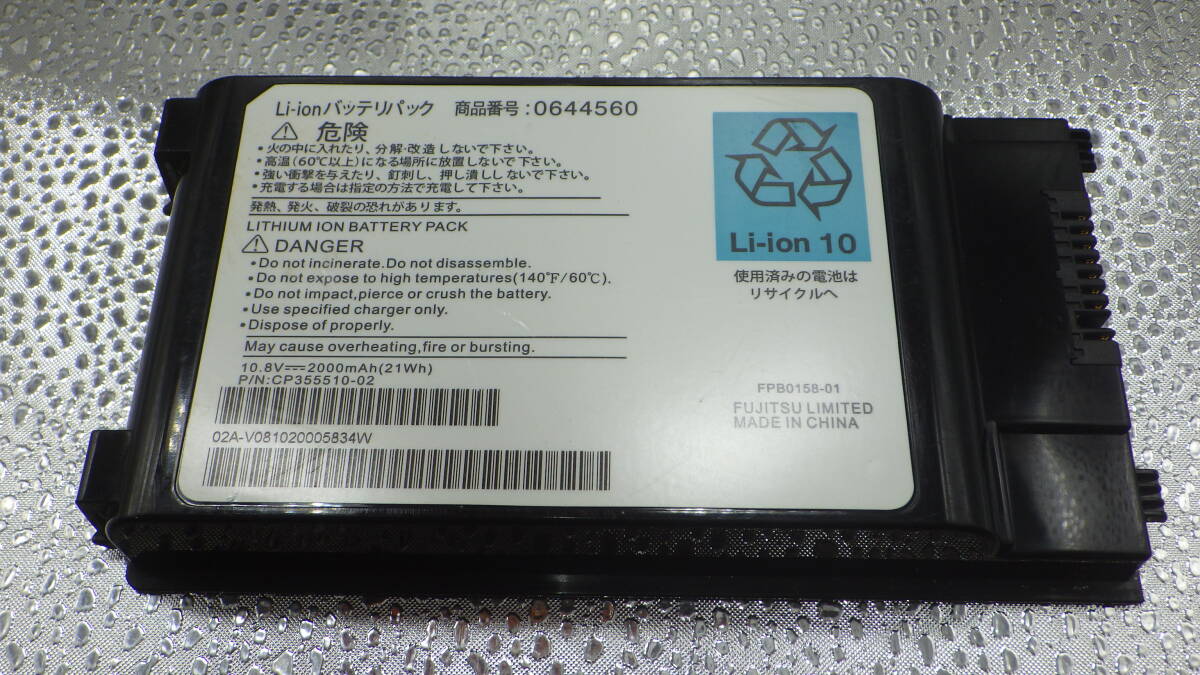 Li-ionバッテリパック 商品番号:0644560
⚠ 危険
・火の中に入れたり、分解・改造しないで下さい。
・高温(60℃以上)になる場所に放置しないで下さい。
・強い衝撃を与えたり、釘刺し、押し潰ししないで下さい。
・充電する場合は指定の方法で充電して下さい。
発熱、発火、破裂の恐れがあります。
LITHIUM ION BATTERY PACK
⚠ DANGER
•Do not incinerate.Do not disassemble.
•Do not expose to high temperatures(140℉/60℃).
•Do not impact,pierce or crush the battery.
•Use specified charger only.
•Dispose of properly.
May cause overheating,fire or bursting.
10.8V⎓2000mAh(21Wh)
P/N:CP355510-02
02A-V081020005834W
Li-ion 10
使用済みの電池は
リサイクルへ
FPB0158-01
FUJITSU LIMITED
MADE IN CHINA